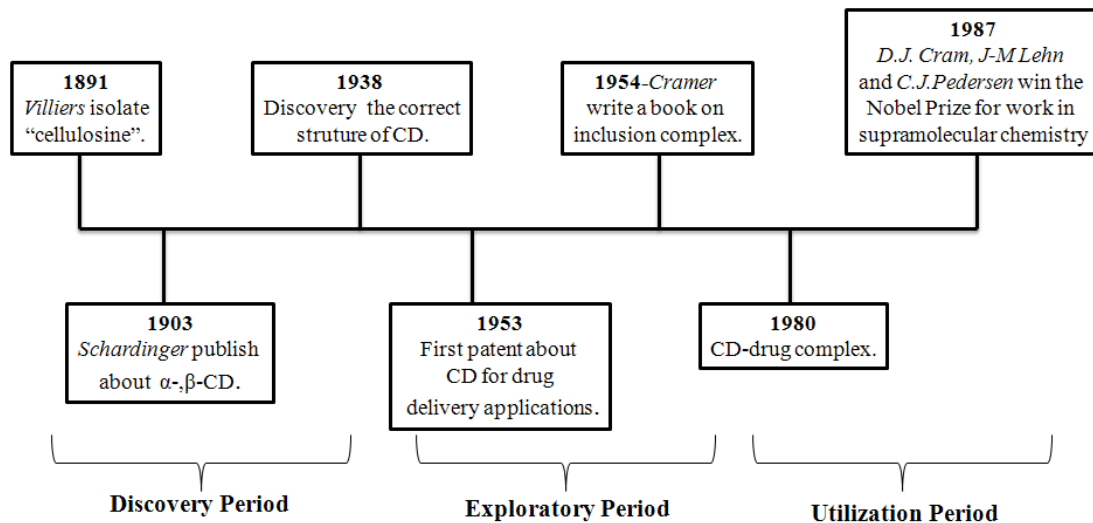 1891
Villiers isolate
“cellulosine”.
1938
Discovery the correct
struture of CD.
1954-Cramer
write a book on
inclusion complex.
1987
D.J. Cram, J-M Lehn
and C.J.Pedersen win the
Nobel Prize for work in
supramolecular chemistry
1903
Schardinger publish
about α-,β-CD.
1953
First patent about
CD for drug
delivery applications.
1980
CD-drug complex.
Discovery Period
Exploratory Period
Utilization Period